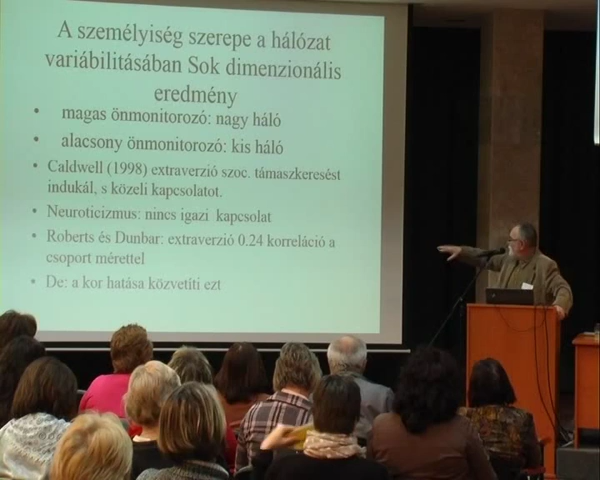 A személyiség szerepe a hálózat
variábilitásában Sok dimenzionális
eredmény
• magas önmonitorozó: nagy háló
• alacsony önmonitorozó: kis háló
• Caldwell (1998) extraverzió szoc. támaszkeresést
indukál, s közeli kapcsolatot.
• Neuroticizmus: nincs igazi kapcsolat
• Roberts és Dunbar: extraverzió 0.24 korreláció a
csoport mérettel
• De: a kor hatása közvetíti ezt